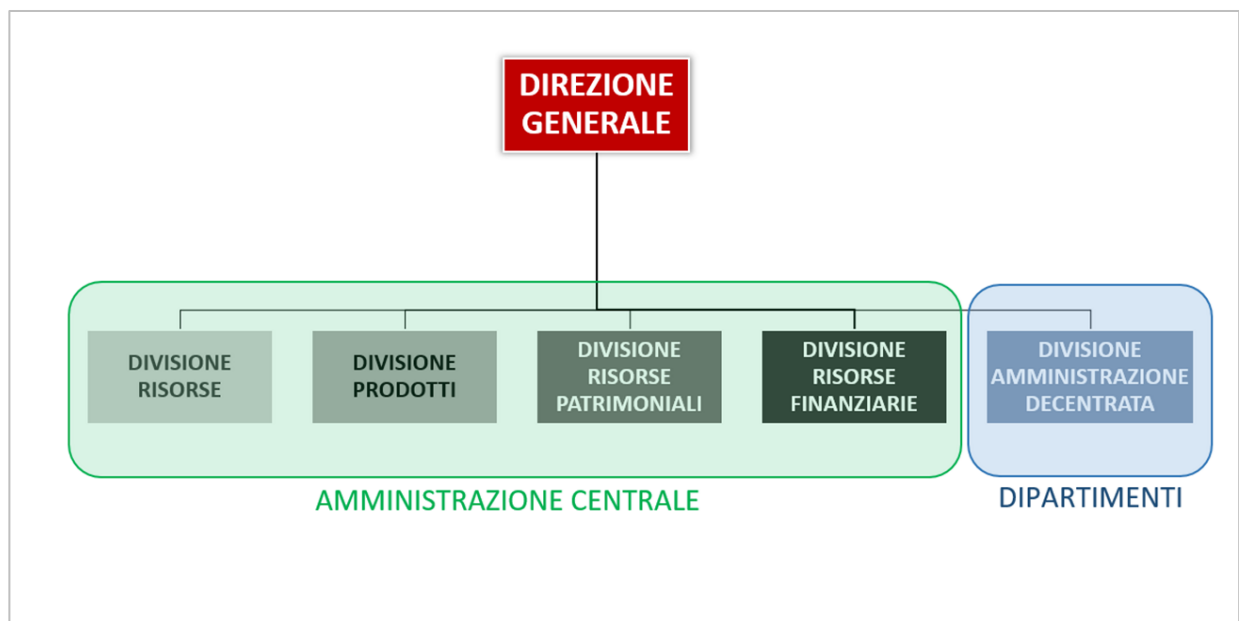 DIREZIONE
GENERALE
DIVISIONE
RISORSE
DIVISIONE
PRODOTTI
DIVISIONE
RISORSE
PATRIMONIALI
DIVISIONE
RISORSE
FINANZIARIE
DIVISIONE
AMMINISTRAZIONE
DECENTRATA
AMMINISTRAZIONE CENTRALE
DIPARTIMENTI